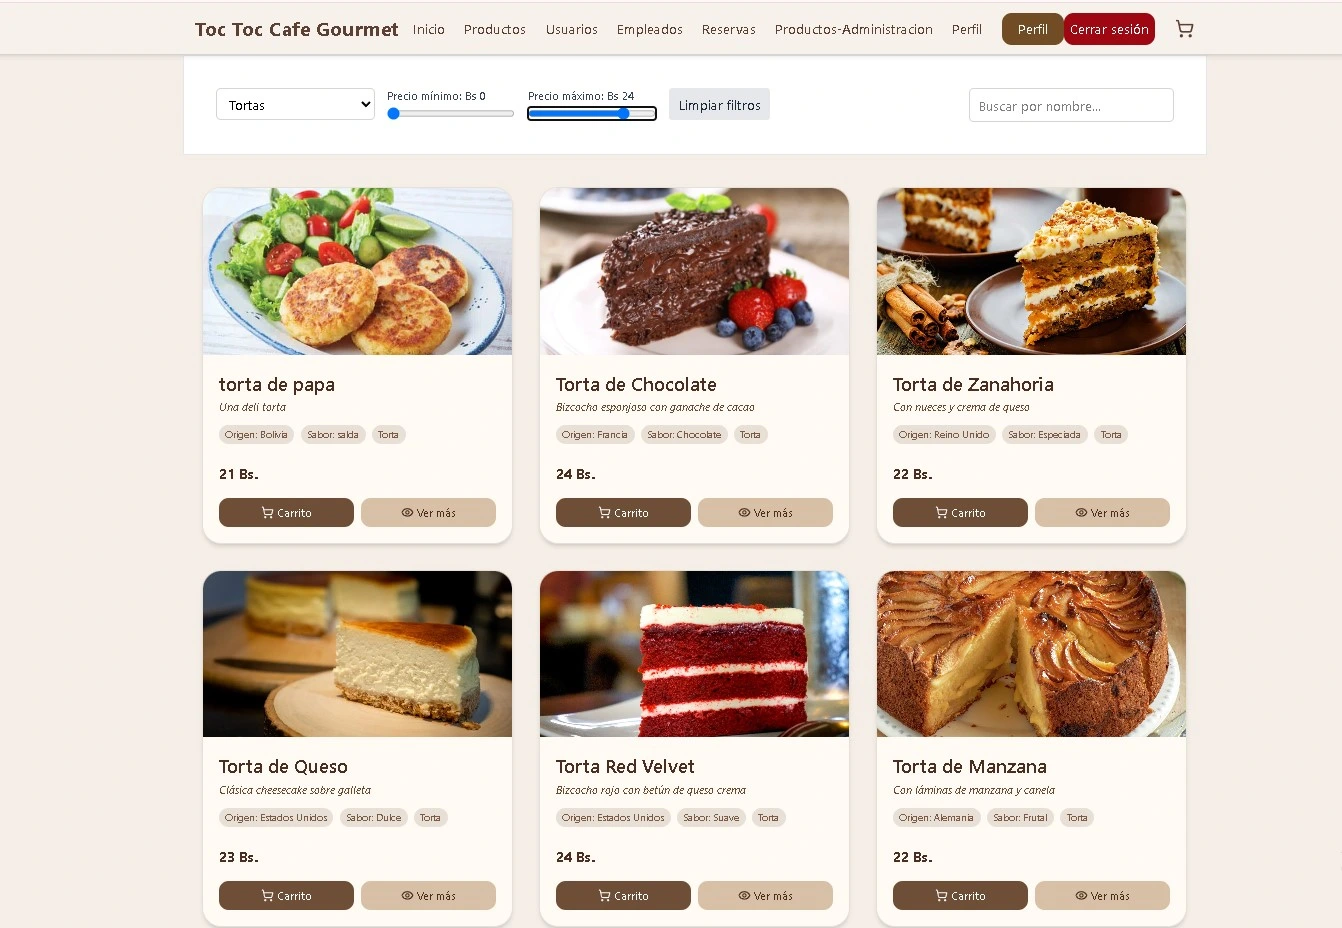 Toc Toc Cafe Gourmet Inicio Productos Usuarios Empleados Reservas Productos-Administracion Perfil Perfil Cerrar sesión
Tortas Precio mínimo: Bs 0 Precio máximo: Bs 24 Limpiar filtros Buscar por nombre...
torta de papa
Una deli torta
Origen: Bolivia Sabor: salda Torta
21 Bs.
Carrito Ver más
Torta de Chocolate
Bizcocho esponjoso con ganache de cacao
Origen: Francia Sabor: Chocolate Torta
24 Bs.
Carrito Ver más
Torta de Zanahoria
Con nueces y crema de queso
Origen: Reino Unido Sabor: Especiada Torta
22 Bs.
Carrito Ver más
Torta de Queso
Clásica cheesecake sobre galleta
Origen: Estados Unidos Sabor: Dulce Torta
23 Bs.
Carrito Ver más
Torta Red Velvet
Bizcocho rojo con betún de queso crema
Origen: Estados Unidos Sabor: Suave Torta
24 Bs.
Carrito Ver más
Torta de Manzana
Con láminas de manzana y canela
Origen: Alemania Sabor: Frutal Torta
22 Bs.
Carrito Ver más